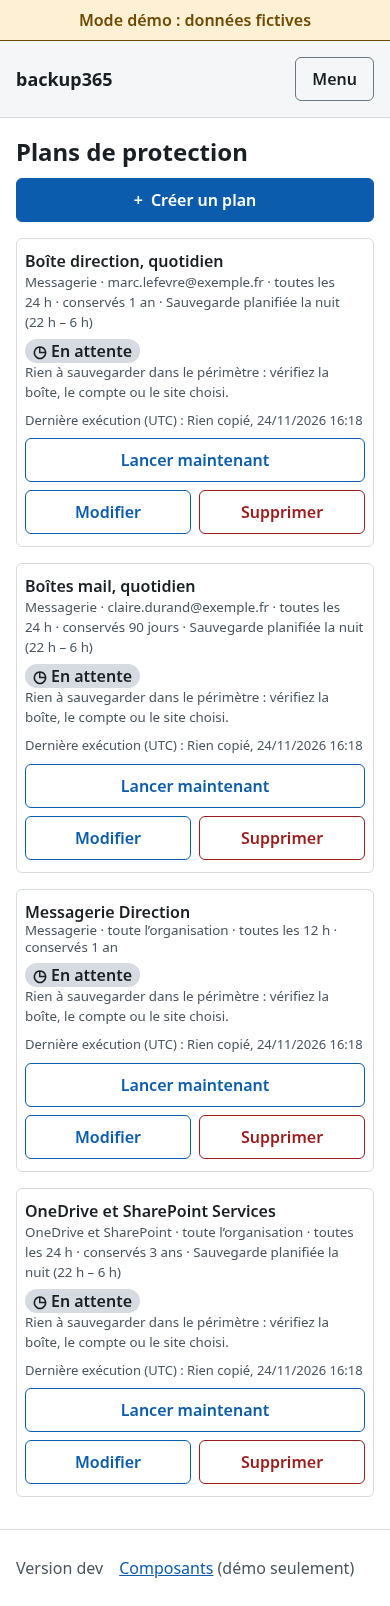 Mode démo : données fictives
backup365
Menu
Plans de protection
+ Créer un plan
Boîte direction, quotidien
Messagerie · marc.lefevre@exemple.fr · toutes les
24 h · conservés 1 an · Sauvegarde planifiée la nuit
(22 h – 6 h)
En attente
Rien à sauvegarder dans le périmètre : vérifiez la
boîte, le compte ou le site choisi.
Dernière exécution (UTC) : Rien copié, 24/11/2026 16:18
Lancer maintenant
Modifier
Supprimer
Boîtes mail, quotidien
Messagerie · claire.durand@exemple.fr · toutes les
24 h · conservés 90 jours · Sauvegarde planifiée la nuit
(22 h – 6 h)
En attente
Rien à sauvegarder dans le périmètre : vérifiez la
boîte, le compte ou le site choisi.
Dernière exécution (UTC) : Rien copié, 24/11/2026 16:18
Lancer maintenant
Modifier
Supprimer
Messagerie Direction
Messagerie · toute l’organisation · toutes les 12 h ·
conservés 1 an
En attente
Rien à sauvegarder dans le périmètre : vérifiez la
boîte, le compte ou le site choisi.
Dernière exécution (UTC) : Rien copié, 24/11/2026 16:18
Lancer maintenant
Modifier
Supprimer
OneDrive et SharePoint Services
OneDrive et SharePoint · toute l’organisation · toutes
les 24 h · conservés 3 ans · Sauvegarde planifiée la
nuit (22 h – 6 h)
En attente
Rien à sauvegarder dans le périmètre : vérifiez la
boîte, le compte ou le site choisi.
Dernière exécution (UTC) : Rien copié, 24/11/2026 16:18
Lancer maintenant
Modifier
Supprimer
Version dev Composants (démo seulement)